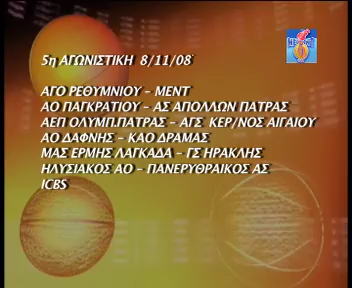 5η ΑΓΩΝΙΣΤΙΚΗ 8/11/08
ΑΓΟ ΡΕΘΥΜΝΙΟΥ - ΜΕΝΤ
ΑΟ ΠΑΓΚΡΑΤΙΟΥ - ΑΣ ΑΠΟΛΛΩΝ ΠΑΤΡΑΣ
ΑΕΠ ΟΛΥΜΠ.ΠΑΤΡΑΣ - ΑΓΣ ΚΕΡ/ΝΟΣ ΑΙΓΑΙΟΥ
ΑΟ ΔΑΦΝΗΣ - ΚΑΟ ΔΡΑΜΑΣ
ΜΑΣ ΕΡΜΗΣ ΛΑΓΚΑΔΑ - ΓΣ ΗΡΑΚΛΗΣ
ΗΛΥΣΙΑΚΟΣ ΑΟ - ΠΑΝΕΡΥΘΡΑΙΚΟΣ ΑΣ
ICBS